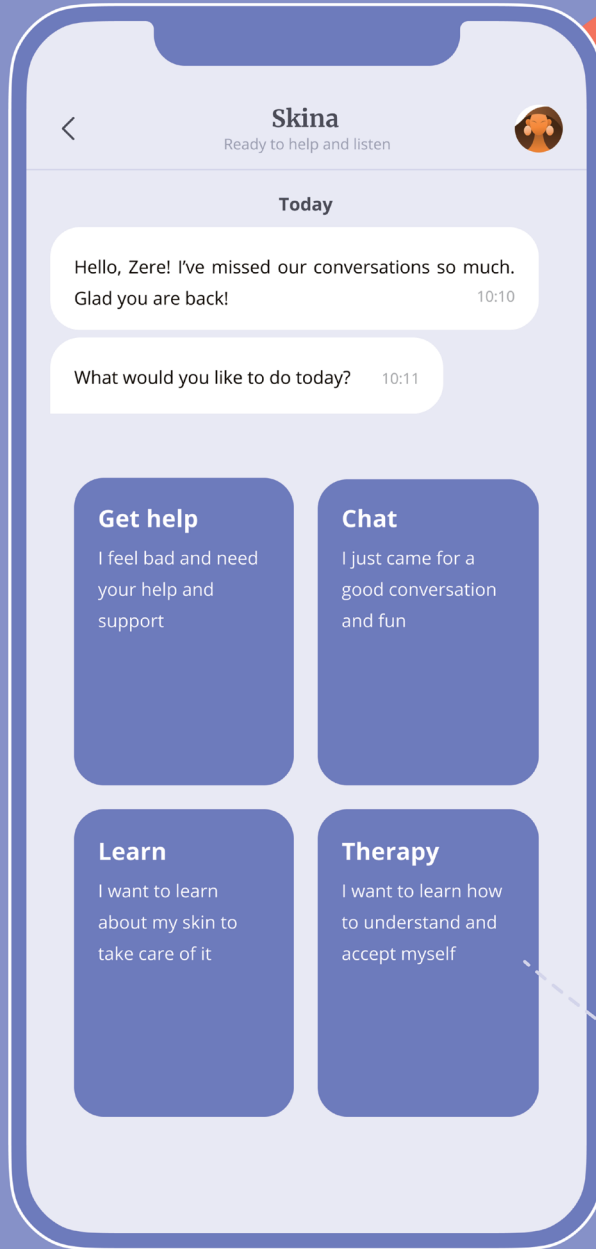 Skina
Ready to help and listen
Today
Hello, Zere! I've missed our conversations so much.
Glad you are back!
10:10
What would you like to do today?
10:11
Get help
I feel bad and need
your help and
support
Chat
I just came for a
good conversation
and fun
Learn
I want to learn
about my skin to
take care of it
Therapy
I want to learn how
to understand and
accept myself